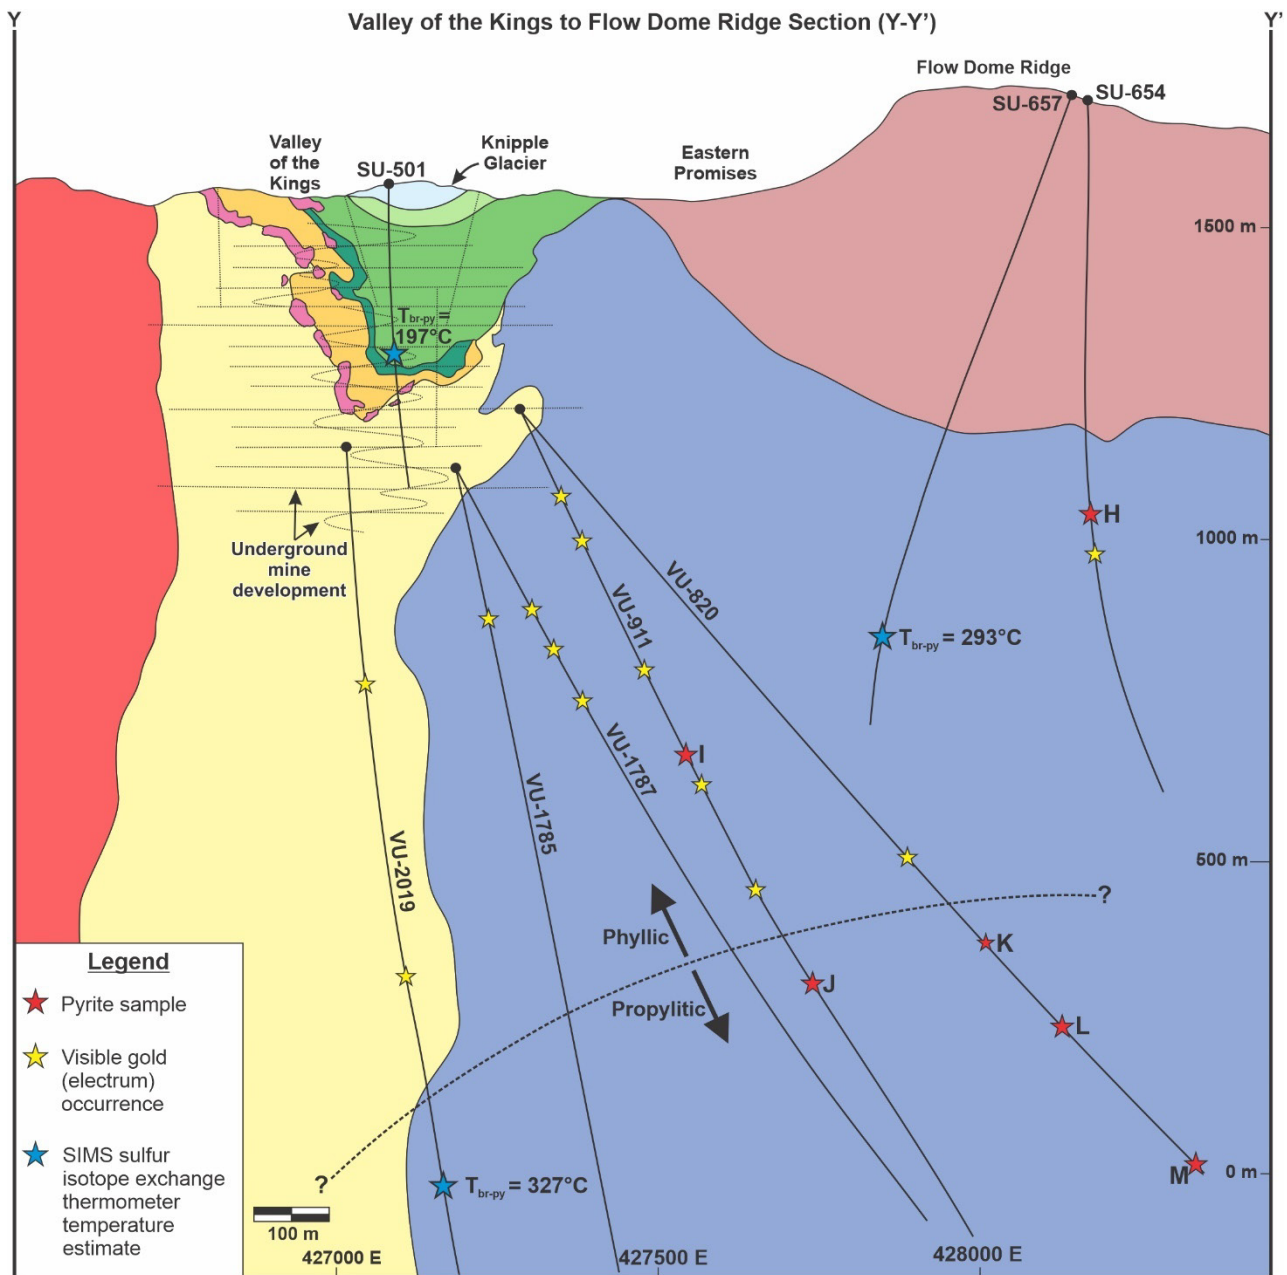 Y
Valley of the Kings to Flow Dome Ridge Section (Y-Y')
Y'
Flow Dome Ridge
SU-657
SU-654
Valley
of the
Kings
SU-501
Knipple
Glacier
Eastern
Promises
1500 m
Tbr-py =
197°C
H
1000 m
Underground
mine
development
VU-820
VU-911
Tbr-py = 293°C
I
VU-1787
VU-1785
VU-2019
500 m
?
Phyllic
K
Propylitic
J
L
M
0 m
?
Tbr-py = 327°C
100 m
427000 E
427500 E
428000 E
Legend
Pyrite sample
Visible gold
(electrum)
occurrence
SIMS sulfur
isotope exchange
thermometer
temperature
estimate